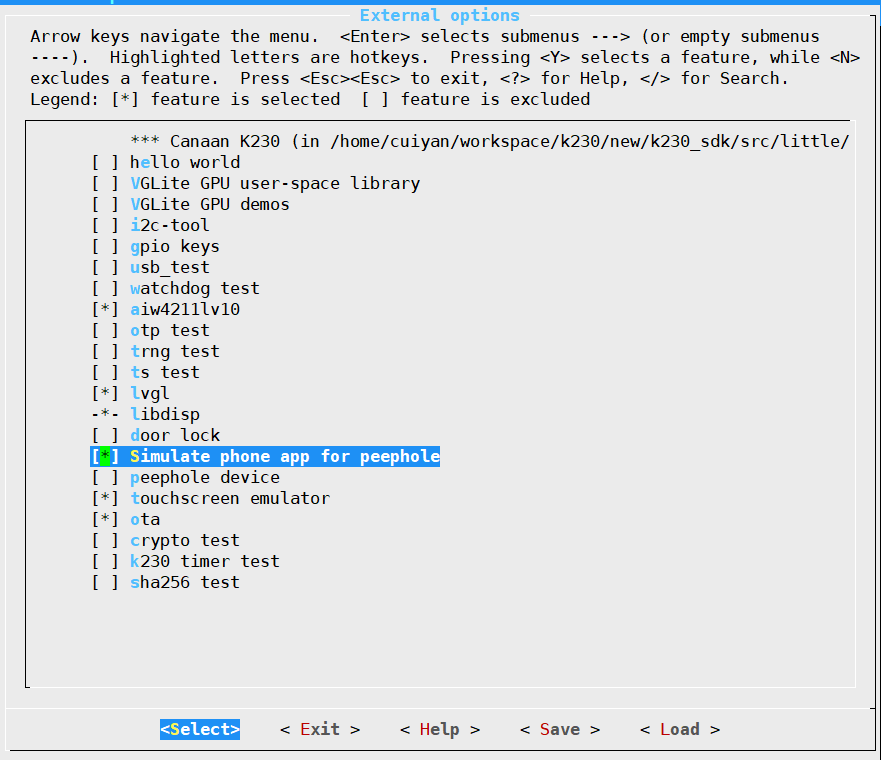 External options
Arrow keys navigate the menu.  <Enter> selects submenus ---> (or empty submenus
----).  Highlighted letters are hotkeys.  Pressing <Y> selects a feature, while <N>
excludes a feature.  Press <Esc><Esc> to exit, <?> for Help, </> for Search.
Legend: [*] feature is selected  [ ] feature is excluded
*** Canaan K230 (in /home/cuiyan/workspace/k230/new/k230_sdk/src/little/
[ ] hello world
[ ] VGLite GPU user-space library
[ ] VGLite GPU demos
[ ] i2c-tool
[ ] gpio keys
[ ] usb_test
[ ] watchdog test
[*] aiw4211lv10
[ ] otp test
[ ] trng test
[ ] ts test
[*] lvgl
-*- libdisp
[ ] door lock
[*] Simulate phone app for peephole
[ ] peephole device
[*] touchscreen emulator
[*] ota
[ ] crypto test
[ ] k230 timer test
[ ] sha256 test
<Select>    < Exit >    < Help >    < Save >    < Load >